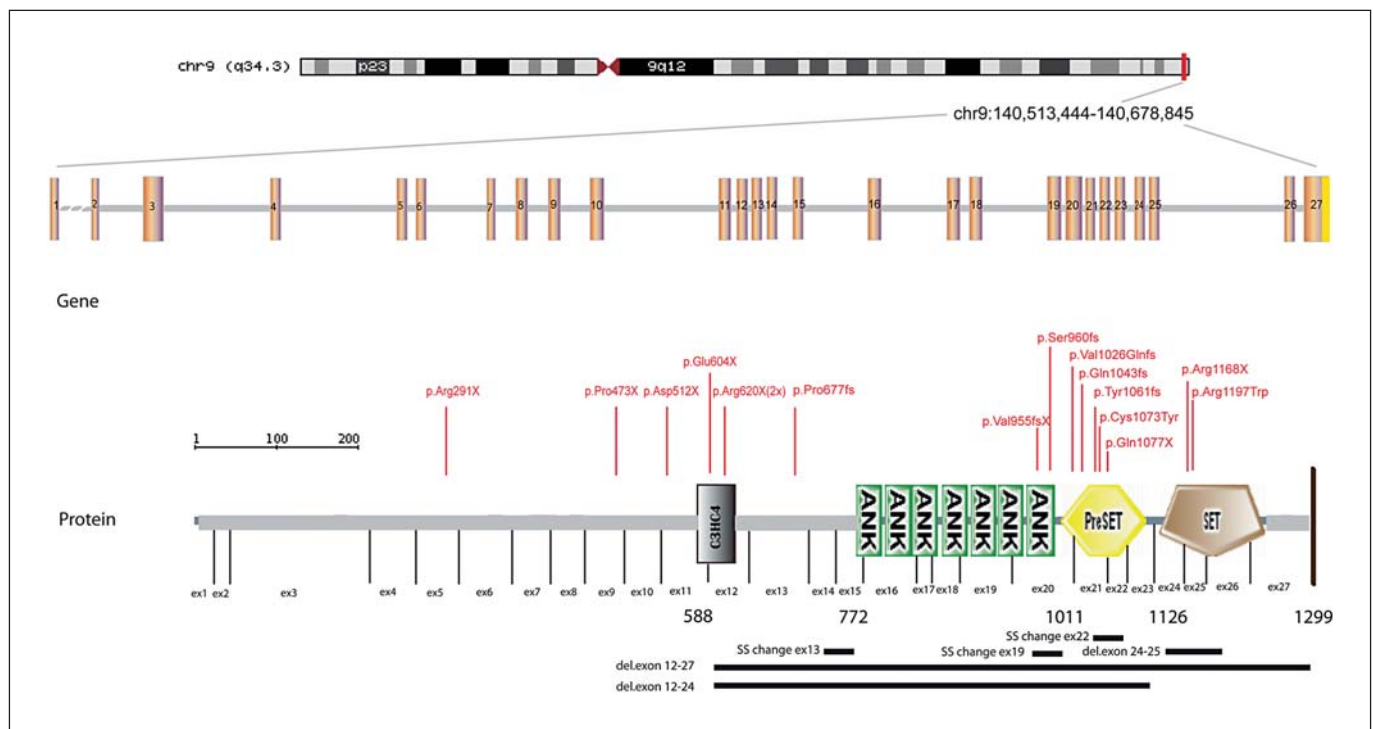 chr9 (q34.3) p23 9q12
chr9:140,513,444-140,678,845
1 2 3 4 5 6 7 8 9 10 11 12 13 14 15 16 17 18 19 20 21 22 23 24 25 26 27
Gene
p.Ser960fs
p.Val1026Glnfs
p.Glu604X
p.Gln1043fs
p.Arg1168X
p.Arg291X
p.Pro473X
p.Asp512X
p.Arg620X(2x)
p.Pro677fs
p.Tyr1061fs
p.Arg1197Trp
p.Val955fsX
p.Cys1073Tyr
p.Gln1077X
1 100 200
Protein
C3HC4
ANK ANK ANK ANK ANK ANK ANK
PreSET
SET
ex1 ex2 ex3 ex4 ex5 ex6 ex7 ex8 ex9 ex10 ex11 ex12 ex13 ex14 ex15 ex16 ex17 ex18 ex19 ex20 ex21 ex22 ex23 ex24 ex25 ex26 ex27
588 772 1011 1126 1299
SS change ex22
SS change ex13
SS change ex19
del.exon 24-25
del.exon 12-27
del.exon 12-24